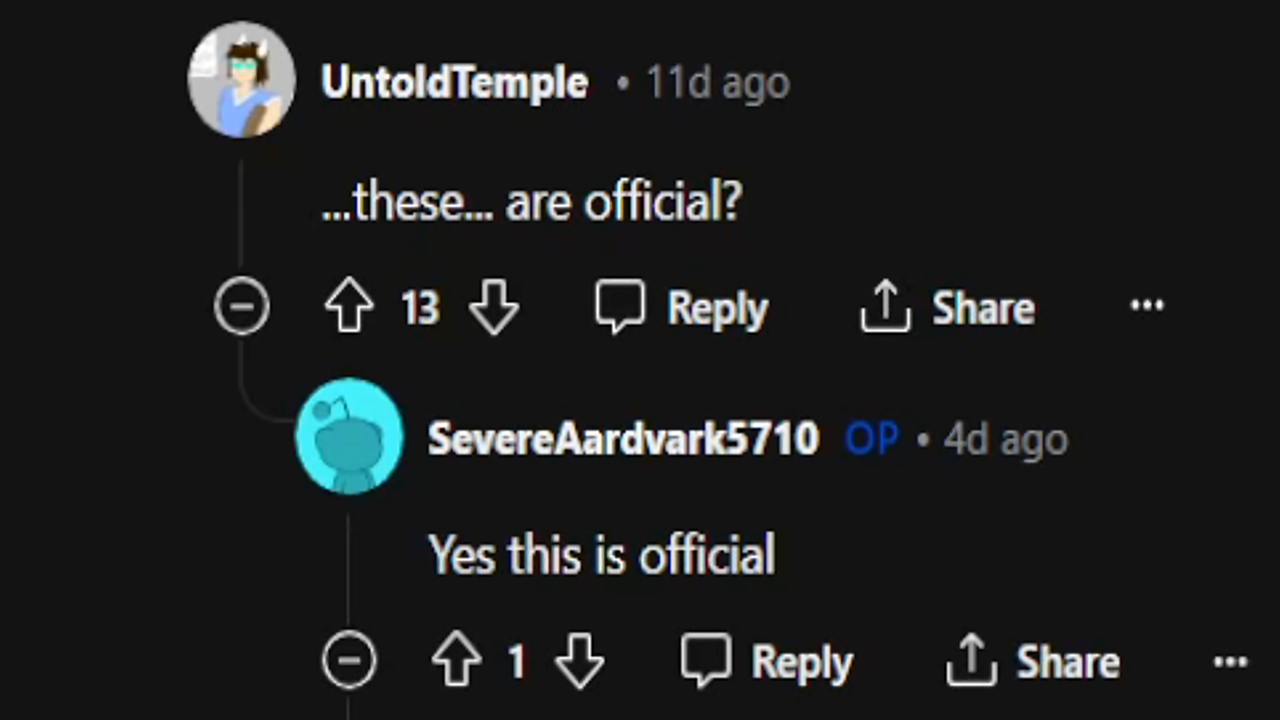 UntoldTemple • 11d ago
...these... are official?
13 Reply Share ...
SevereAardvark5710 OP • 4d ago
Yes this is official
1 Reply Share ...